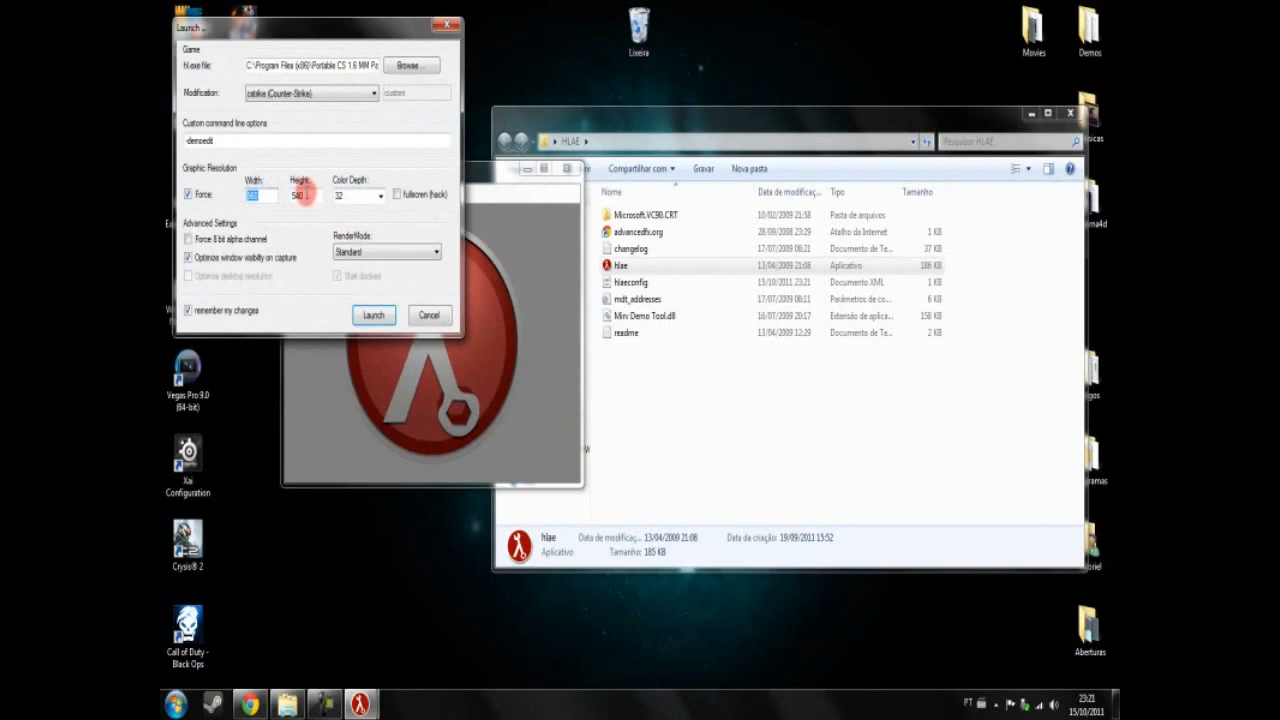 Launch ...
Game
hl.exe file:
C:\Program Files (x86)\Portable CS 1.6 MM Pa
Browse ...
Modification:
cstrike (Counter-Strike)
custom
Custom command line options
-demoedit
Graphic Resolution
Width:
Height:
Color Depth:
Force:
540
32
fullscreen (hack)
Advanced Settings
Force 8 bit alpha channel
RenderMode:
Optimize window visibilty on capture
Standard
Optimize desktop resolution
Start docked
remember my changes
Launch
Cancel
Lixeira
Movies
Demos
HLAE
Pesquisar HLAE
Compartilhar com
Gravar
Nova pasta
Nome
Data de modificaç...
Tipo
Tamanho
Microsoft.VC90.CRT
10/02/2009 21:58
Pasta de arquivos
advancedfx.org
28/09/2008 23:29
Atalho da Internet
1 KB
changelog
17/07/2009 08:21
Documento de Te...
37 KB
hlae
13/04/2009 21:08
Aplicativo
186 KB
hlaeconfig
15/10/2011 23:21
Documento XML
1 KB
mdt_addresses
17/07/2009 08:11
Parâmetros de co...
6 KB
Mirv Demo Tool.dll
16/07/2009 20:17
Extensão de aplica...
158 KB
readme
13/04/2009 12:29
Documento de Te...
2 KB
hlae
Data de modificaç...
13/04/2009 21:08
Data da criação:
19/09/2011 15:52
Aplicativo
Tamanho:
185 KB
Vegas Pro 9.0
(64-bit)
Xai
Configuration
Crysis® 2
Call of Duty -
Black Ops
Aberturas
PT
23:21
15/10/2011